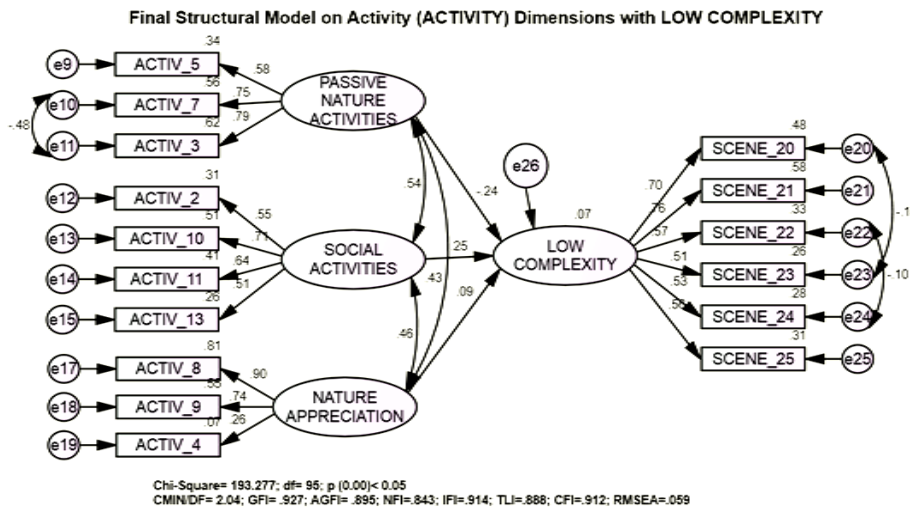 Final Structural Model on Activity (ACTIVITY) Dimensions with LOW COMPLEXITY
.34
e9
ACTIV_5
.58
.56
e10
ACTIV_7
.75
-.48
.62
e11
ACTIV_3
.79
PASSIVE
NATURE
ACTIVITIES
.31
e12
ACTIV_2
.55
.51
e13
ACTIV_10
.71
.41
e14
ACTIV_11
.64
.26
e15
ACTIV_13
.51
SOCIAL
ACTIVITIES
.81
e17
ACTIV_8
.90
.55
e18
ACTIV_9
.74
.07
e19
ACTIV_4
.26
NATURE
APPRECIATION
.54
.43
.46
-.24
.25
.09
e26
.07
LOW
COMPLEXITY
.70
.76
.57
.51
.53
.48
SCENE_20
e20
.58
SCENE_21
e21
.33
SCENE_22
e22
.26
SCENE_23
e23
.28
SCENE_24
e24
.31
SCENE_25
e25
-.1
-.10
Chi-Square= 193.277; df= 95; p (0.00)< 0.05
CMIN/DF= 2.04; GFI= .927; AGFI= .895; NFI=.843; IFI=.914; TLI=.888; CFI=.912; RMSEA=.059